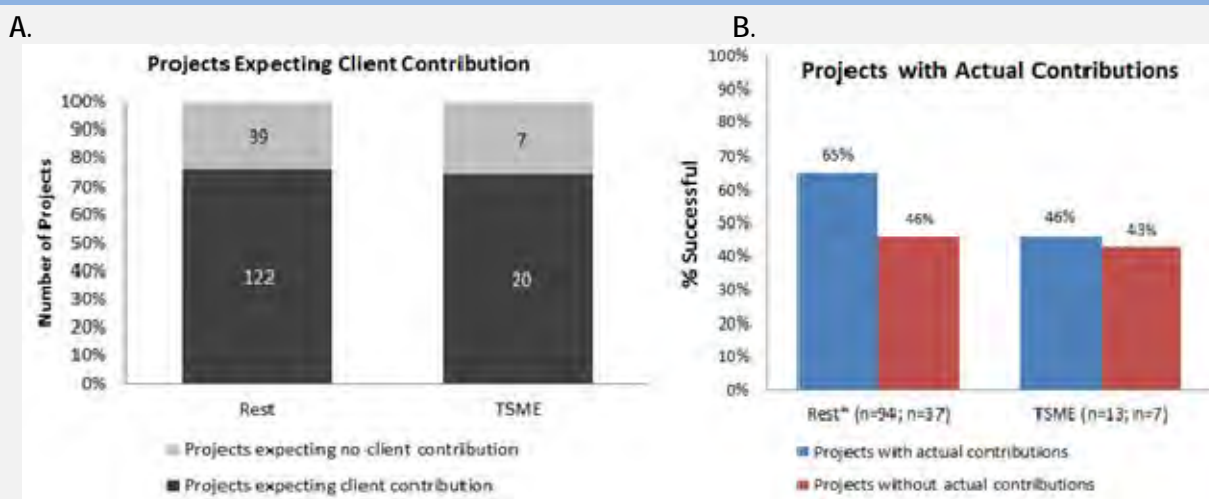 A.
Projects Expecting Client Contribution
Number of Projects
100%
90%
80%
70%
60%
50%
40%
30%
20%
10%
0%
39
122
7
20
Rest
TSME
Projects expecting no client contribution
Projects expecting client contribution
B.
Projects with Actual Contributions
% Successful
100%
90%
80%
70%
60%
50%
40%
30%
20%
10%
0%
65%
46%
46%
43%
Rest* (n=94; n=37)
TSME (n=13; n=7)
Projects with actual contributions
Projects without actual contributions